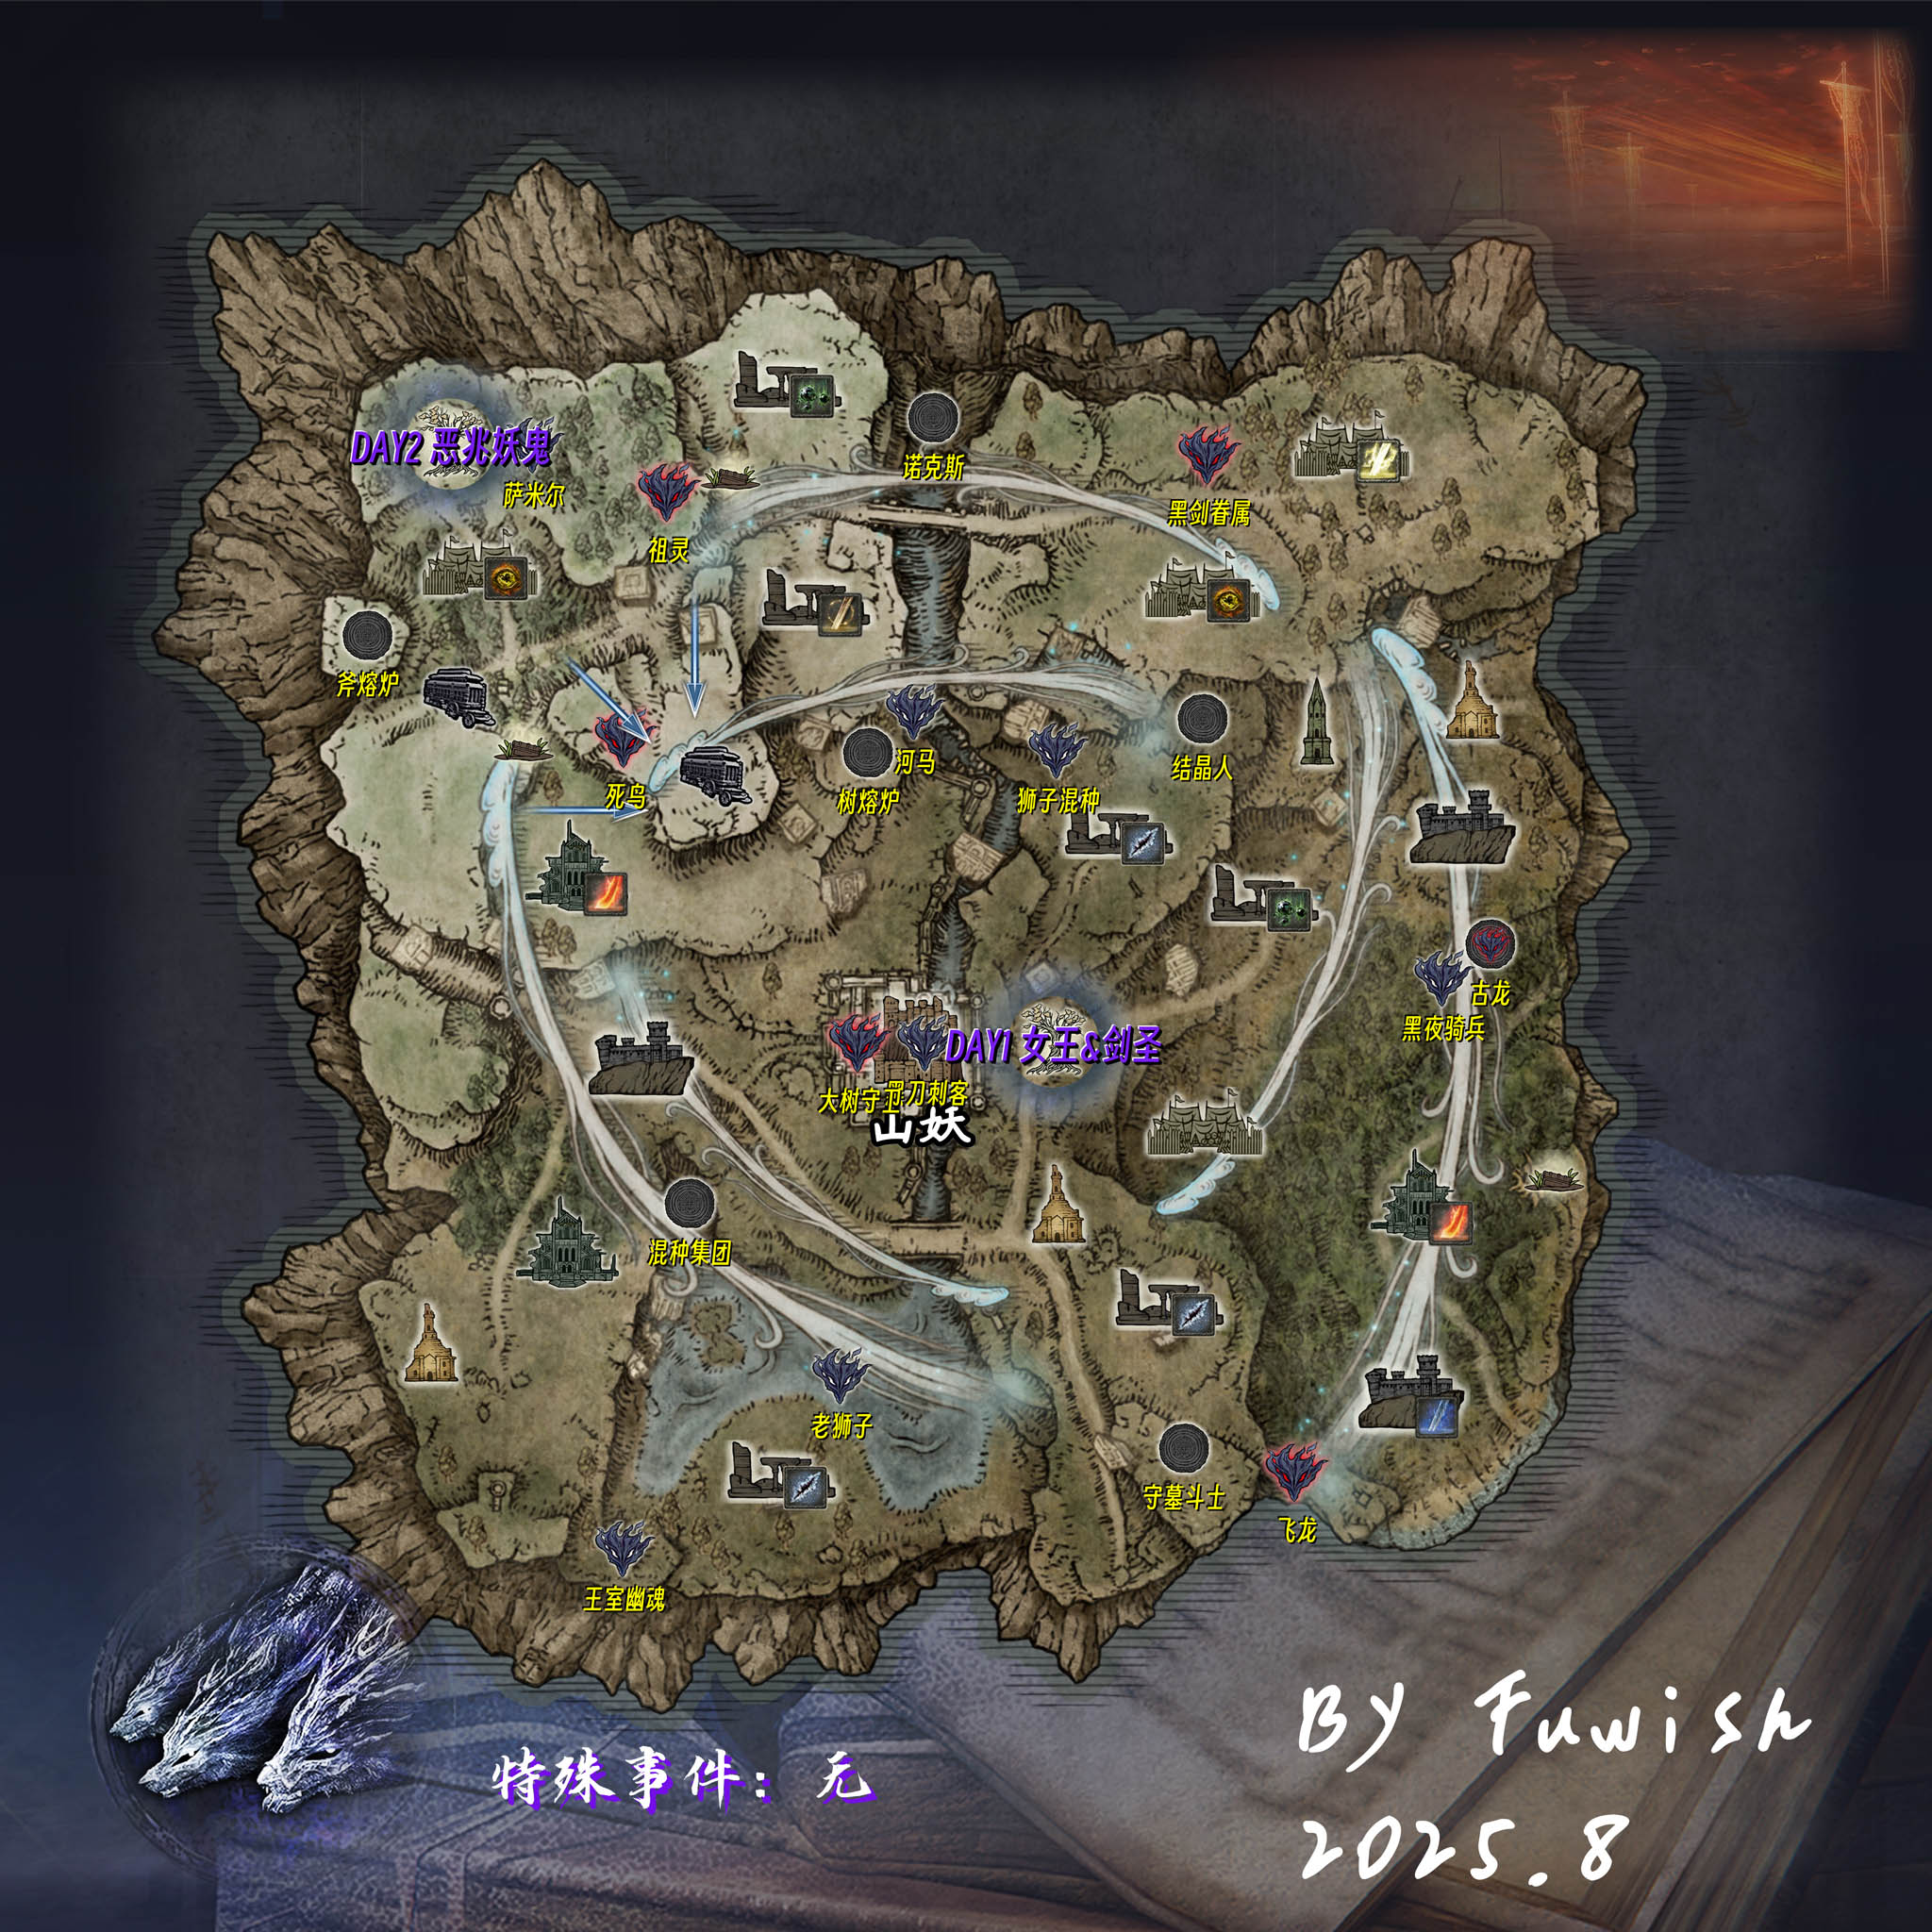 DAY2 恶兆妖鬼
萨米尔
诺克斯
黑剑眷属
祖灵
斧熔炉
死鸟
河马
树熔炉
狮子混种
结晶人
古龙
黑夜骑兵
DAY1 女王&剑圣
大树守卫
黑刀刺客
山妖
混种集团
老狮子
守墓斗士
飞龙
王室幽魂
特殊事件：无
BY Fuwish
2025.8